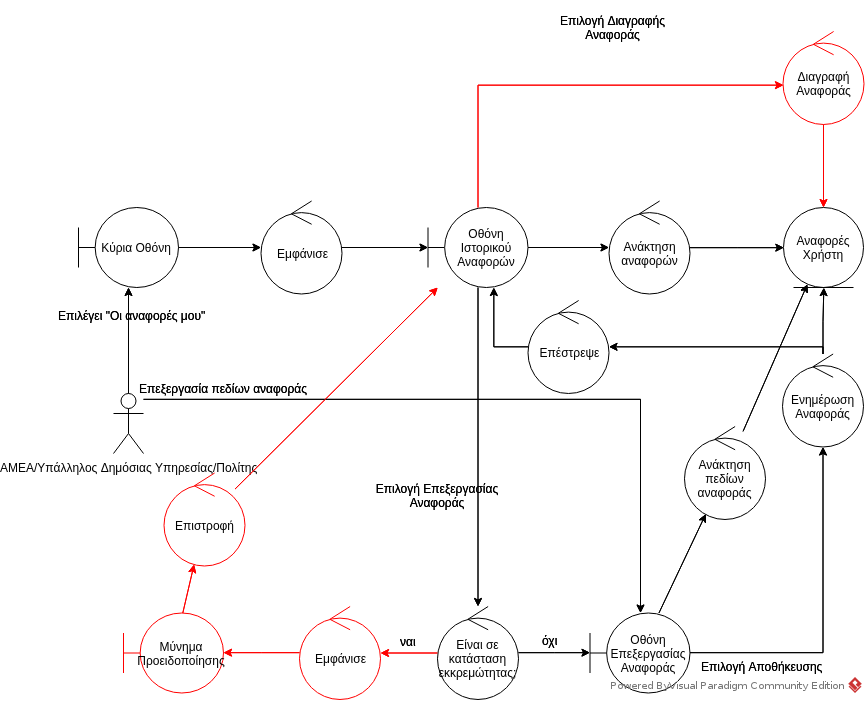 Επιλογή Διαγραφής
Αναφοράς
Διαγραφή
Αναφοράς
Κύρια Οθόνη
Εμφάνισε
Οθόνη
Ιστορικού
Αναφορών
Ανάκτηση
αναφορών
Αναφορές
Χρήστη
Επιλέγει "Οι αναφορές μου"
Επέστρεψε
Επεξεργασία πεδίων αναφοράς
Ενημέρωση
Αναφοράς
ΑΜΕΑ/Υπάλληλος Δημόσιας Υπηρεσίας/Πολίτης
Ανάκτηση
πεδίων
αναφοράς
Επιλογή Επεξεργασίας
Αναφοράς
Επιστροφή
Μύνημα
Προειδοποίησης
Εμφάνισε
ναι
Είναι σε
κατάσταση
εκκρεμώτητας;
όχι
Οθόνη
Επεξεργασίας
Αναφοράς
Επιλογή Αποθήκευσης
Powered By Visual Paradigm Community Edition